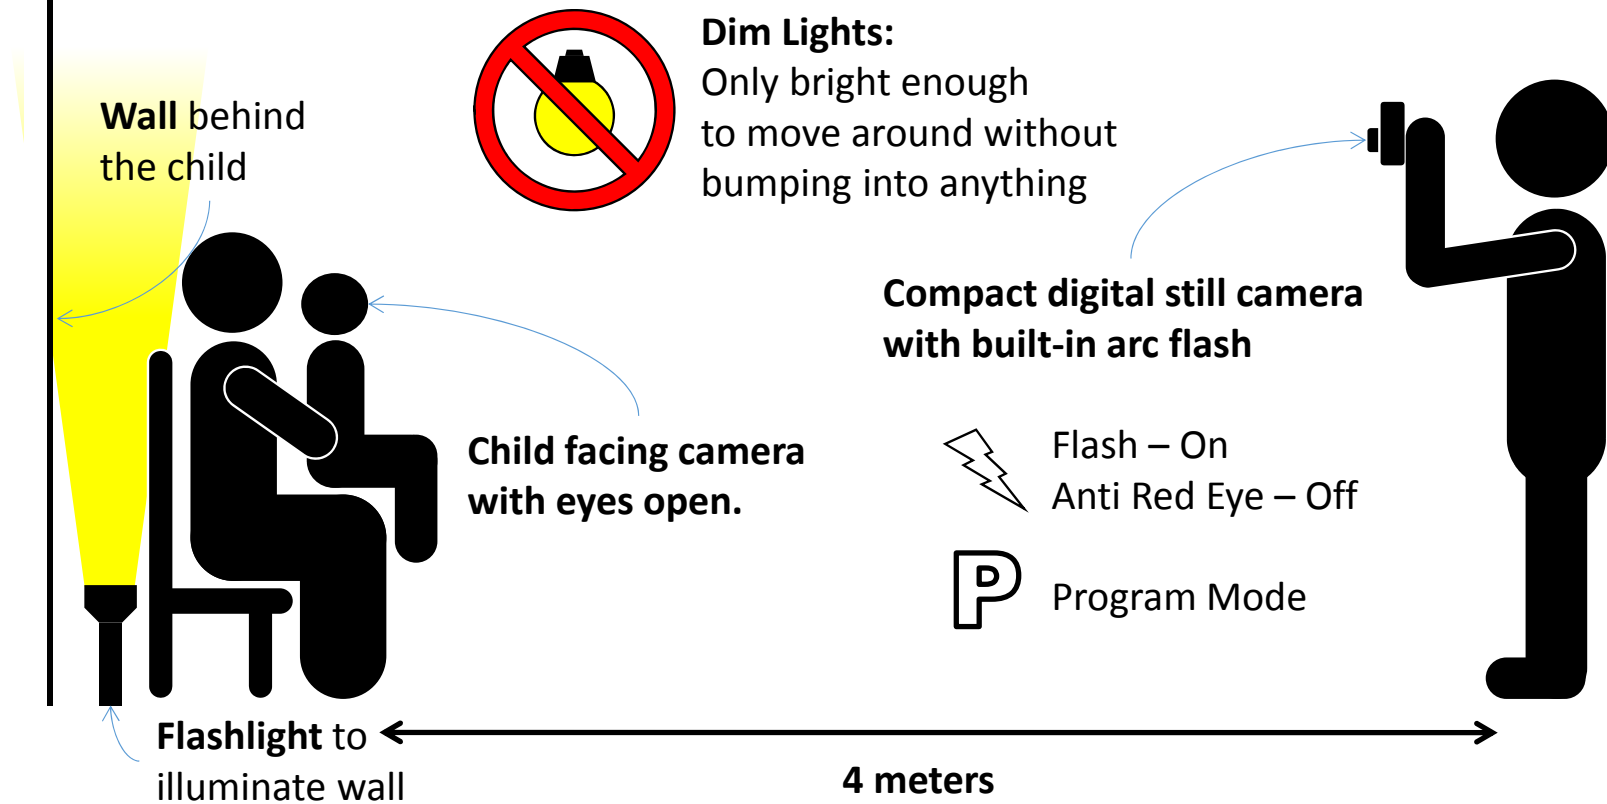 Dim Lights:
Only bright enough
to move around without
bumping into anything
Wall behind
the child
Compact digital still camera
with built-in arc flash
Child facing camera
with eyes open.
Flash – On
Anti Red Eye – Off
P
Program Mode
Flashlight to
illuminate wall
4 meters